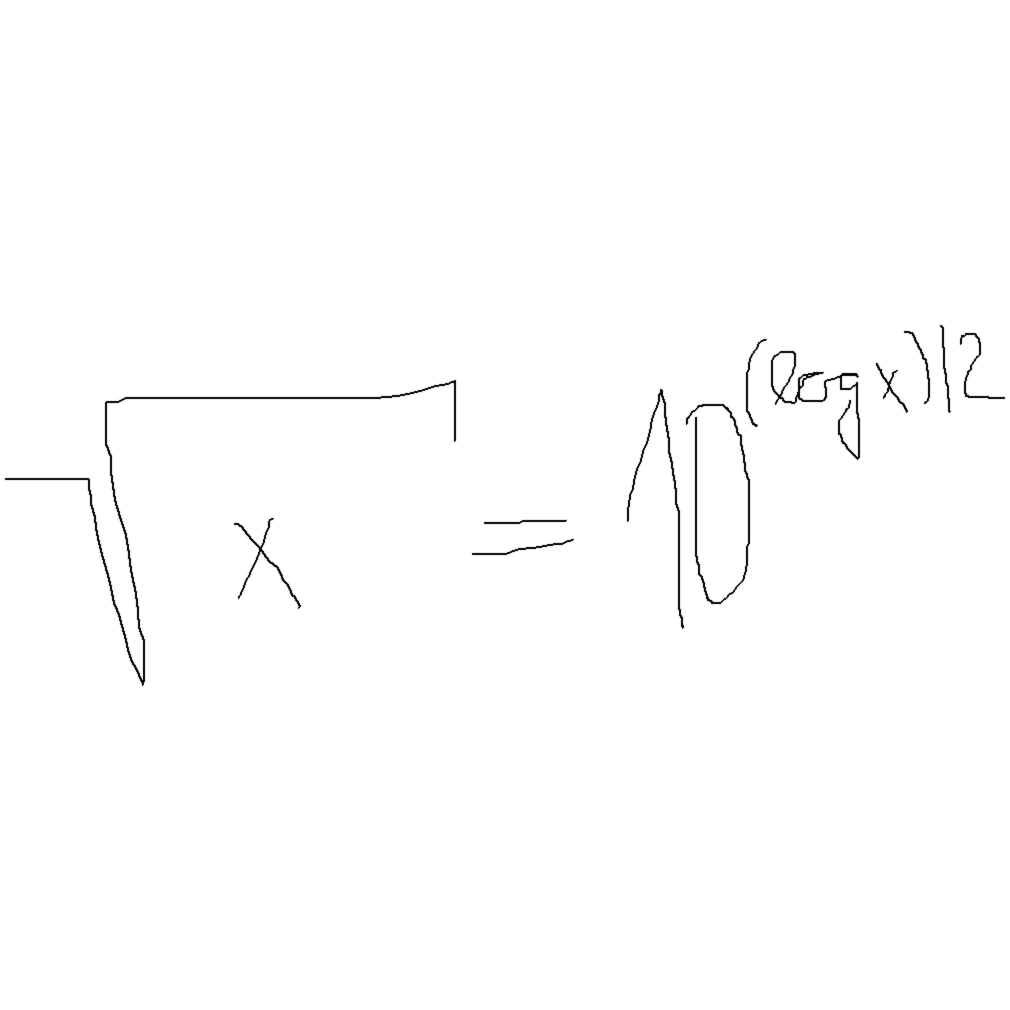 √x = 10^((log x)/2)